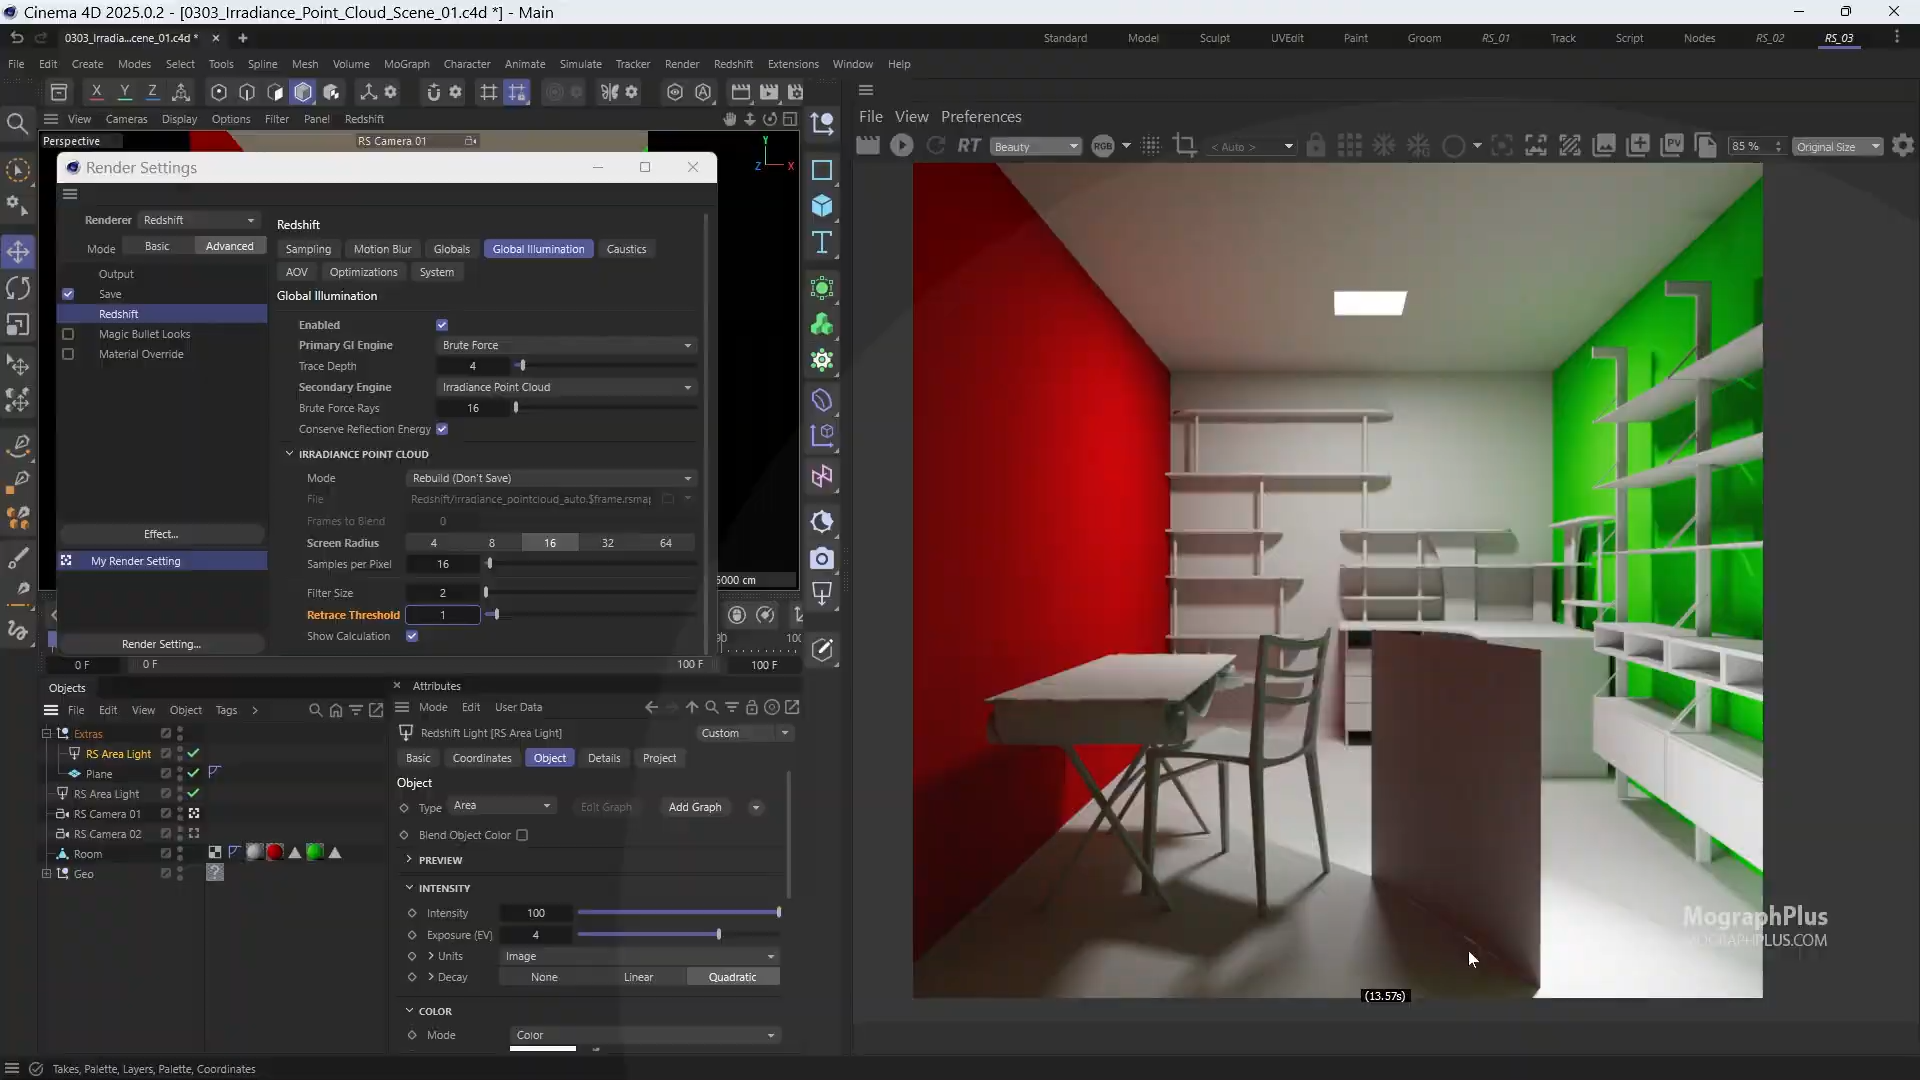 Cinema 4D 2025.0.2 - [0303_Irradiance_Point_Cloud_Scene_01.c4d *] - Main
0303_Irradia...cene_01.c4d *
Standard Model Sculpt UVEdit Paint Groom RS_01 Track Script Nodes RS_02 RS_03
File Edit Create Modes Select Tools Spline Mesh Volume MoGraph Character Animate Simulate Tracker Render Redshift Extensions Window Help
X Y Z
View Cameras Display Options Filter Panel Redshift
File View Preferences
Perspective
RS Camera 01
Y
Z X
RT Beauty RGB < Auto > PV 85 % Original Size
Render Settings
Renderer Redshift
Mode Basic Advanced
Output
Save
Redshift
Magic Bullet Looks
Material Override
Effect...
My Render Setting
Render Setting...
Redshift
Sampling Motion Blur Globals Global Illumination Caustics
AOV Optimizations System
Global Illumination
Enabled
Primary GI Engine Brute Force
Trace Depth 4
Secondary Engine Irradiance Point Cloud
Brute Force Rays 16
Conserve Reflection Energy
IRRADIANCE POINT CLOUD
Mode Rebuild (Don't Save)
File Redshift/irradiance_pointcloud_auto.$frame.rsmap
Frames to Blend 0
Screen Radius 4 8 16 32 64
Samples per Pixel 16
Filter Size 2
Retrace Threshold 1
Show Calculation
5000 cm
0 F 0 F 100 F 100 F
Objects
File Edit View Object Tags
Extras
RS Area Light
Plane
RS Area Light
RS Camera 01
RS Camera 02
Room
Geo
Attributes
Mode Edit User Data
Redshift Light [RS Area Light] Custom
Basic Coordinates Object Details Project
Object
Type Area Edit Graph Add Graph
Blend Object Color
PREVIEW
INTENSITY
Intensity 100
Exposure (EV) 4
Units Image
Decay None Linear Quadratic
COLOR
Mode Color
MographPlus
MOGRAPHPLUS.COM
(13.57s)
Takes, Palette, Layers, Palette, Coordinates